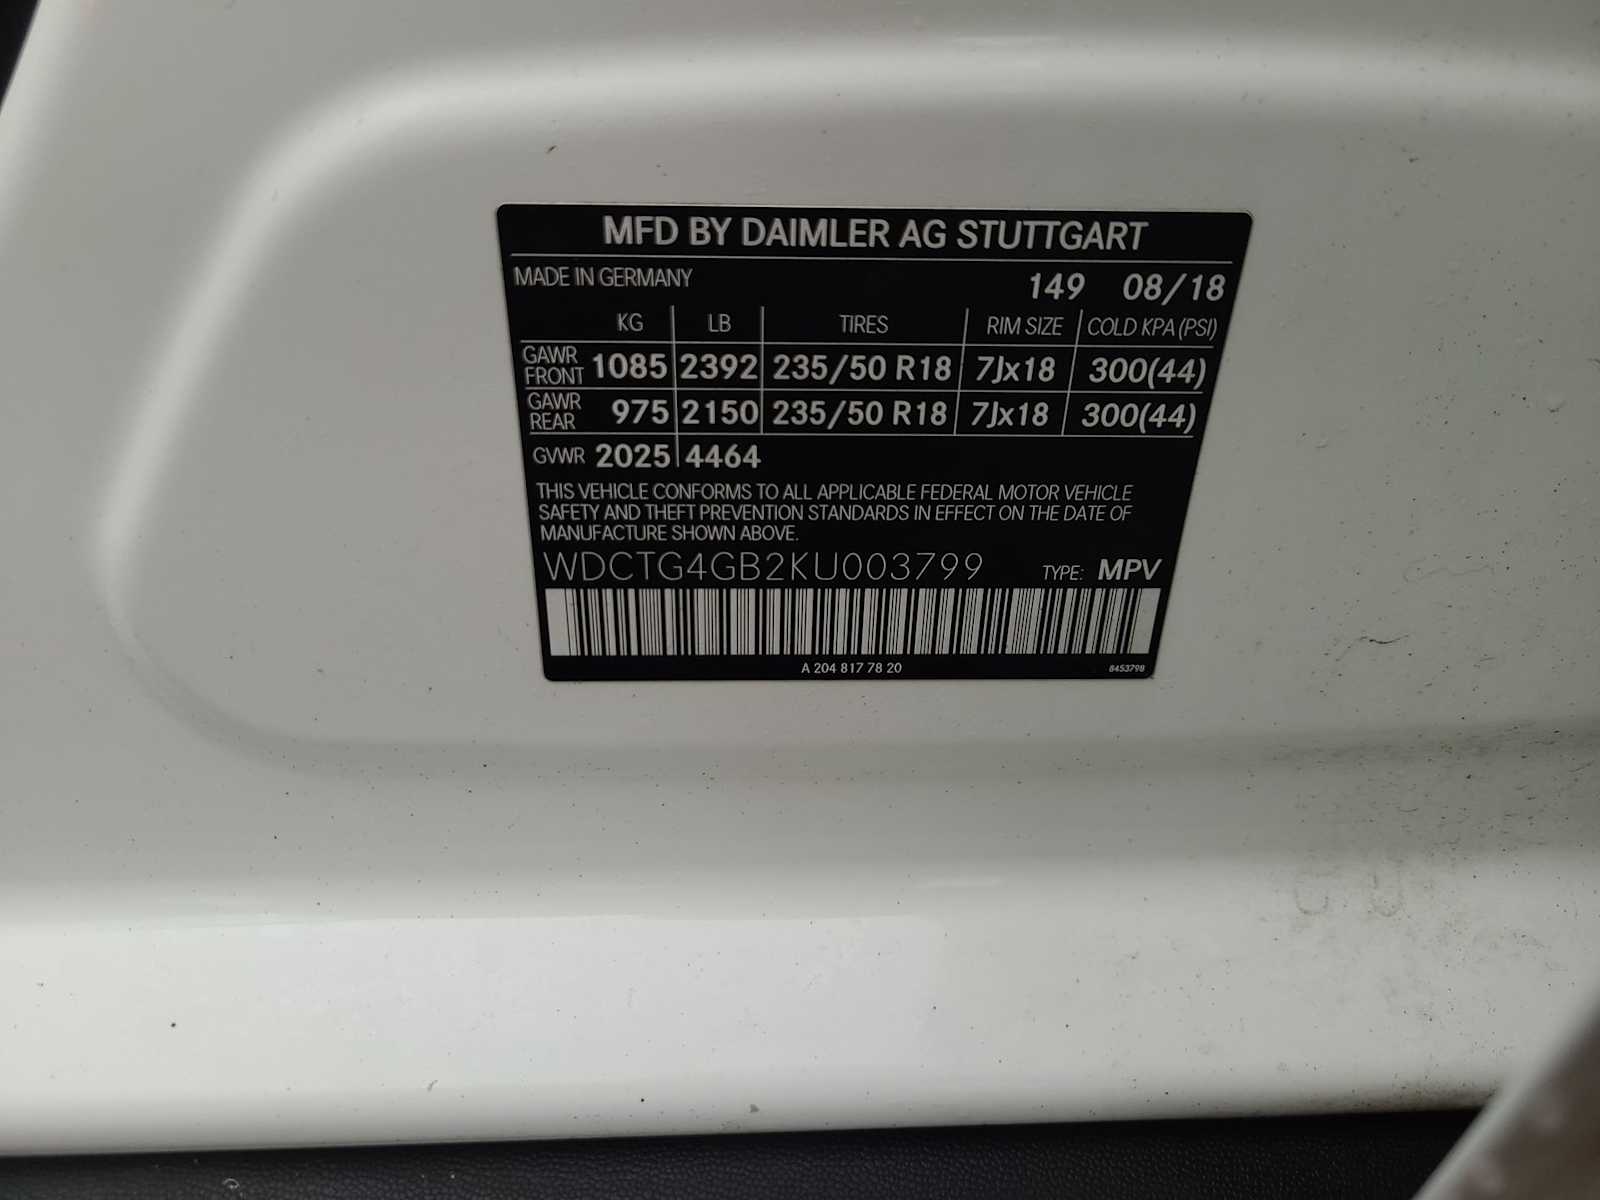 MFD BY DAIMLER AG STUTTGART
MADE IN GERMANY 149 08/18
KG LB TIRES RIM SIZE COLD KPA (PSI)
GAWR FRONT 1085 2392 235/50 R18 7Jx18 300(44)
GAWR REAR 975 2150 235/50 R18 7Jx18 300(44)
GVWR 2025 4464
THIS VEHICLE CONFORMS TO ALL APPLICABLE FEDERAL MOTOR VEHICLE
SAFETY AND THEFT PREVENTION STANDARDS IN EFFECT ON THE DATE OF
MANUFACTURE SHOWN ABOVE.
WDCTG4GB2KU003799 TYPE: MPV
A 204 817 78 20 8453798